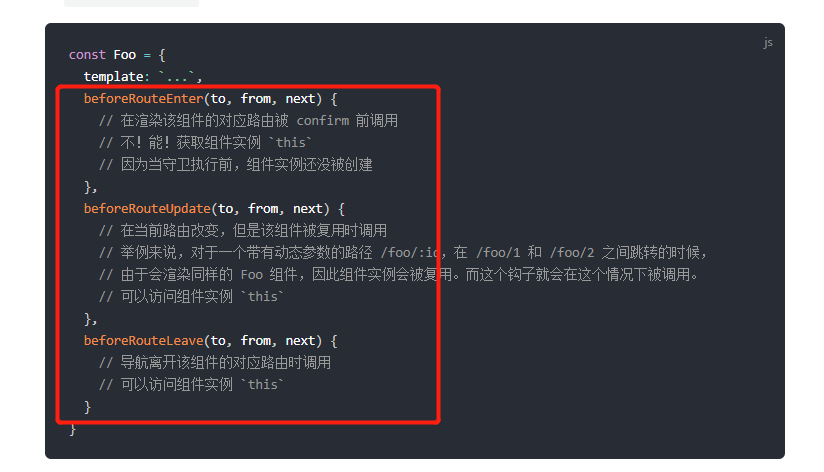 js
const Foo = {
  template: `...`,
  beforeRouteEnter(to, from, next) {
    // 在渲染该组件的对应路由被 confirm 前调用
    // 不！能！获取组件实例 `this`
    // 因为当守卫执行前，组件实例还没被创建
  },
  beforeRouteUpdate(to, from, next) {
    // 在当前路由改变，但是该组件被复用时调用
    // 举例来说，对于一个带有动态参数的路径 /foo/:id，在 /foo/1 和 /foo/2 之间跳转的时候，
    // 由于会渲染同样的 Foo 组件，因此组件实例会被复用。而这个钩子就会在这个情况下被调用。
    // 可以访问组件实例 `this`
  },
  beforeRouteLeave(to, from, next) {
    // 导航离开该组件的对应路由时调用
    // 可以访问组件实例 `this`
  }
}